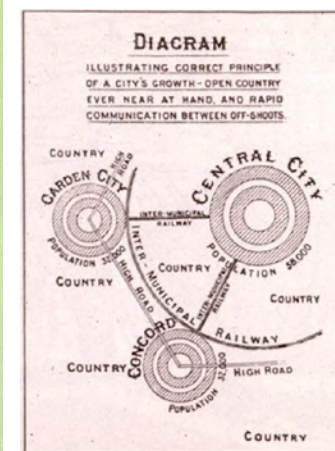 DIAGRAM
ILLUSTRATING CORRECT PRINCIPLE
OF A CITY'S GROWTH - OPEN COUNTRY
EVER NEAR AT HAND, AND RAPID
COMMUNICATION BETWEEN OFF-SHOOTS.
COUNTRY
HIGH ROAD
GARDEN CITY
POPULATION 32,000
CENTRAL CITY
POPULATION 58,000
INTER-MUNICIPAL
RAILWAY
INTER-MUNICIPAL RAILWAY
COUNTRY
INTER-MUNICIPAL
RAILWAY
COUNTRY
COUNTRY
HIGH ROAD
COUNTRY
CONCORD
POPULATION 32,000
HIGH ROAD
COUNTRY